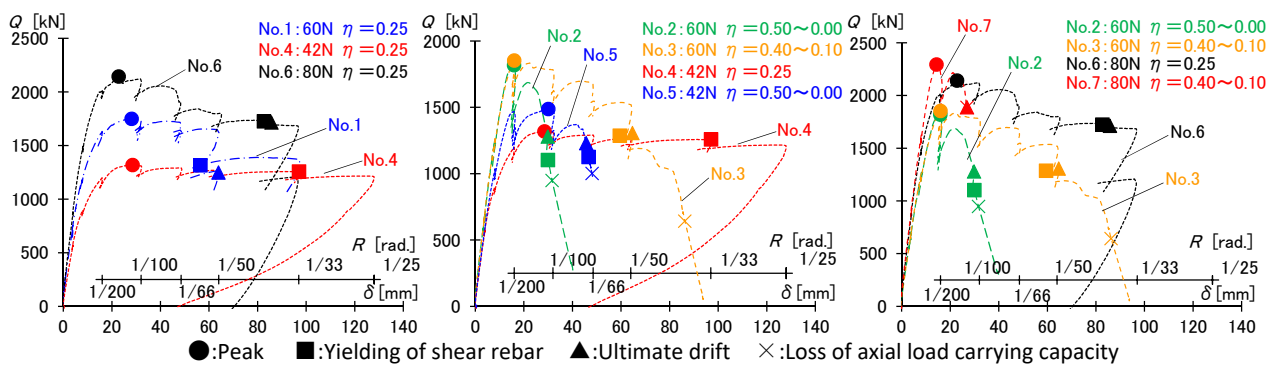 Q [kN]
No.1:60N η=0.25
No.4:42N η=0.25
No.6:80N η=0.25
2500
2000
1500
1000
500
0
No.6
No.1
No.4
R [rad.]
1/100 1/50 1/33 1/25
1/200 1/66 δ [mm]
0 20 40 60 80 100 120 140
Q [kN]
No.2:60N η=0.50~0.00
No.3:60N η=0.40~0.10
No.4:42N η=0.25
No.5:42N η=0.50~0.00
2000
1500
1000
500
0
No.2
No.5
No.4
No.3
R [rad.]
1/100 1/50 1/33 1/25
1/200 1/66 δ [mm]
0 20 40 60 80 100 120 140
Q [kN]
No.2:60N η=0.50~0.00
No.3:60N η=0.40~0.10
No.6:80N η=0.25
No.7:80N η=0.40~0.10
2500
2000
1500
1000
500
0
No.7
No.2
No.6
No.3
R [rad.]
1/100 1/50 1/33 1/25
1/200 1/66 δ [mm]
0 20 40 60 80 100 120 140
●:Peak ■:Yielding of shear rebar ▲:Ultimate drift ×:Loss of axial load carrying capacity